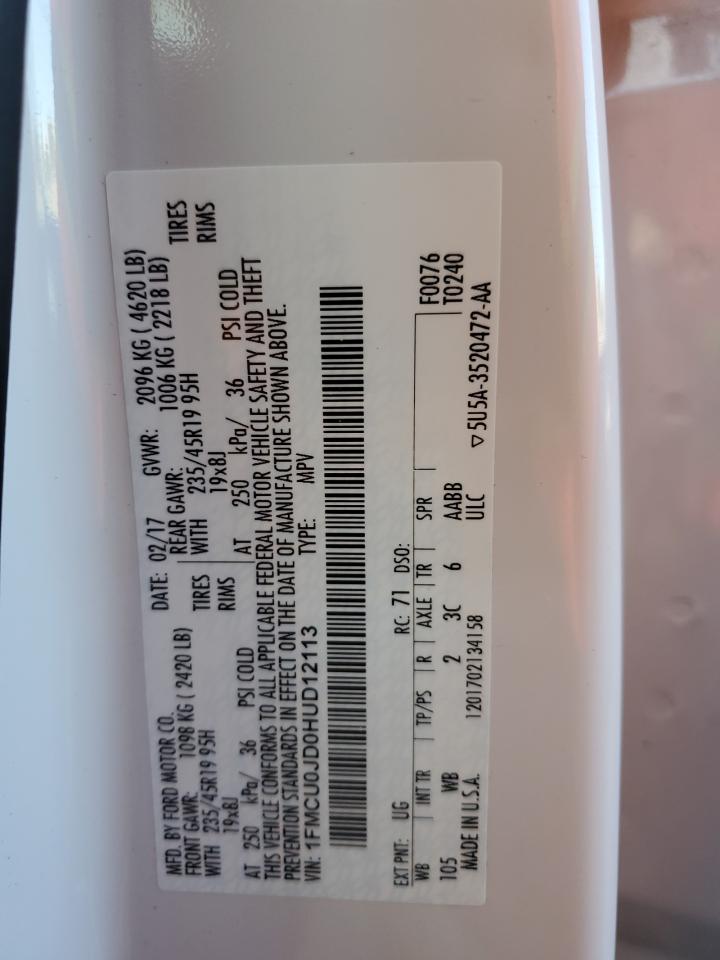 MFD. BY FORD MOTOR CO.
DATE: 02/17 GVWR: 2096 KG ( 4620 LB)
FRONT GAWR: 1098 KG ( 2420 LB)
REAR GAWR: 1006 KG ( 2218 LB)
WITH 235/45R19 95H TIRES
WITH 235/45R19 95H TIRES
19x8J RIMS
19x8J RIMS
AT 250 kPa/ 36 PSI COLD
AT 250 kPa/ 36 PSI COLD
THIS VEHICLE CONFORMS TO ALL APPLICABLE FEDERAL MOTOR VEHICLE SAFETY AND THEFT
PREVENTION STANDARDS IN EFFECT ON THE DATE OF MANUFACTURE SHOWN ABOVE.
VIN: 1FMCU0JD0HUD12113 TYPE: MPV
EXT PNT: UG RC: 71 DSO:
WB INT TR TP/PS R AXLE TR SPR F0076
105 WB 2 3C 6 AABB T0240
MADE IN U.S.A. 1201702134158 ULC ▽5U5A-3520472-AA